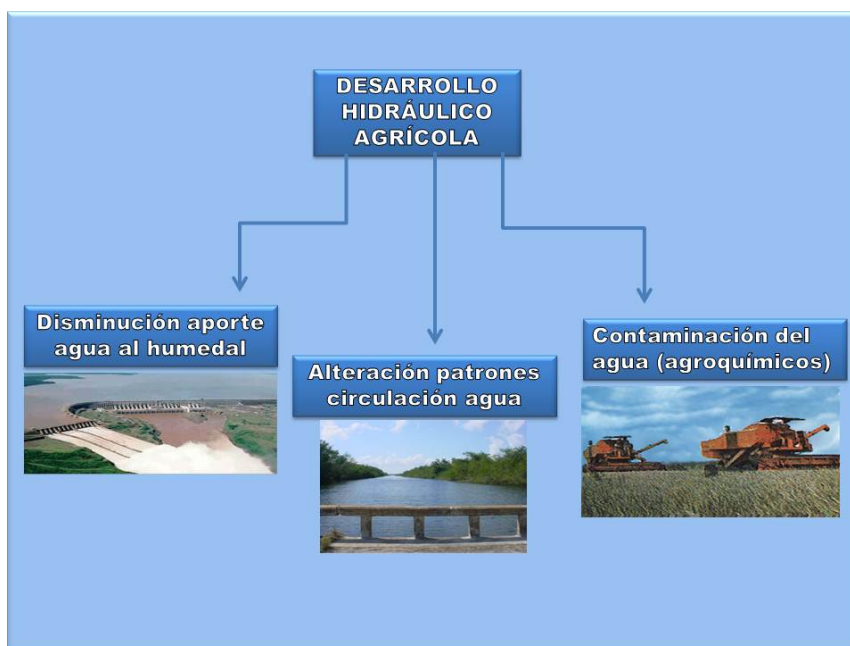 DESARROLLO
HIDRÁULICO
AGRÍCOLA
Disminución aporte
agua al humedal
Alteración patrones
circulación agua
Contaminación del
agua (agroquímicos)